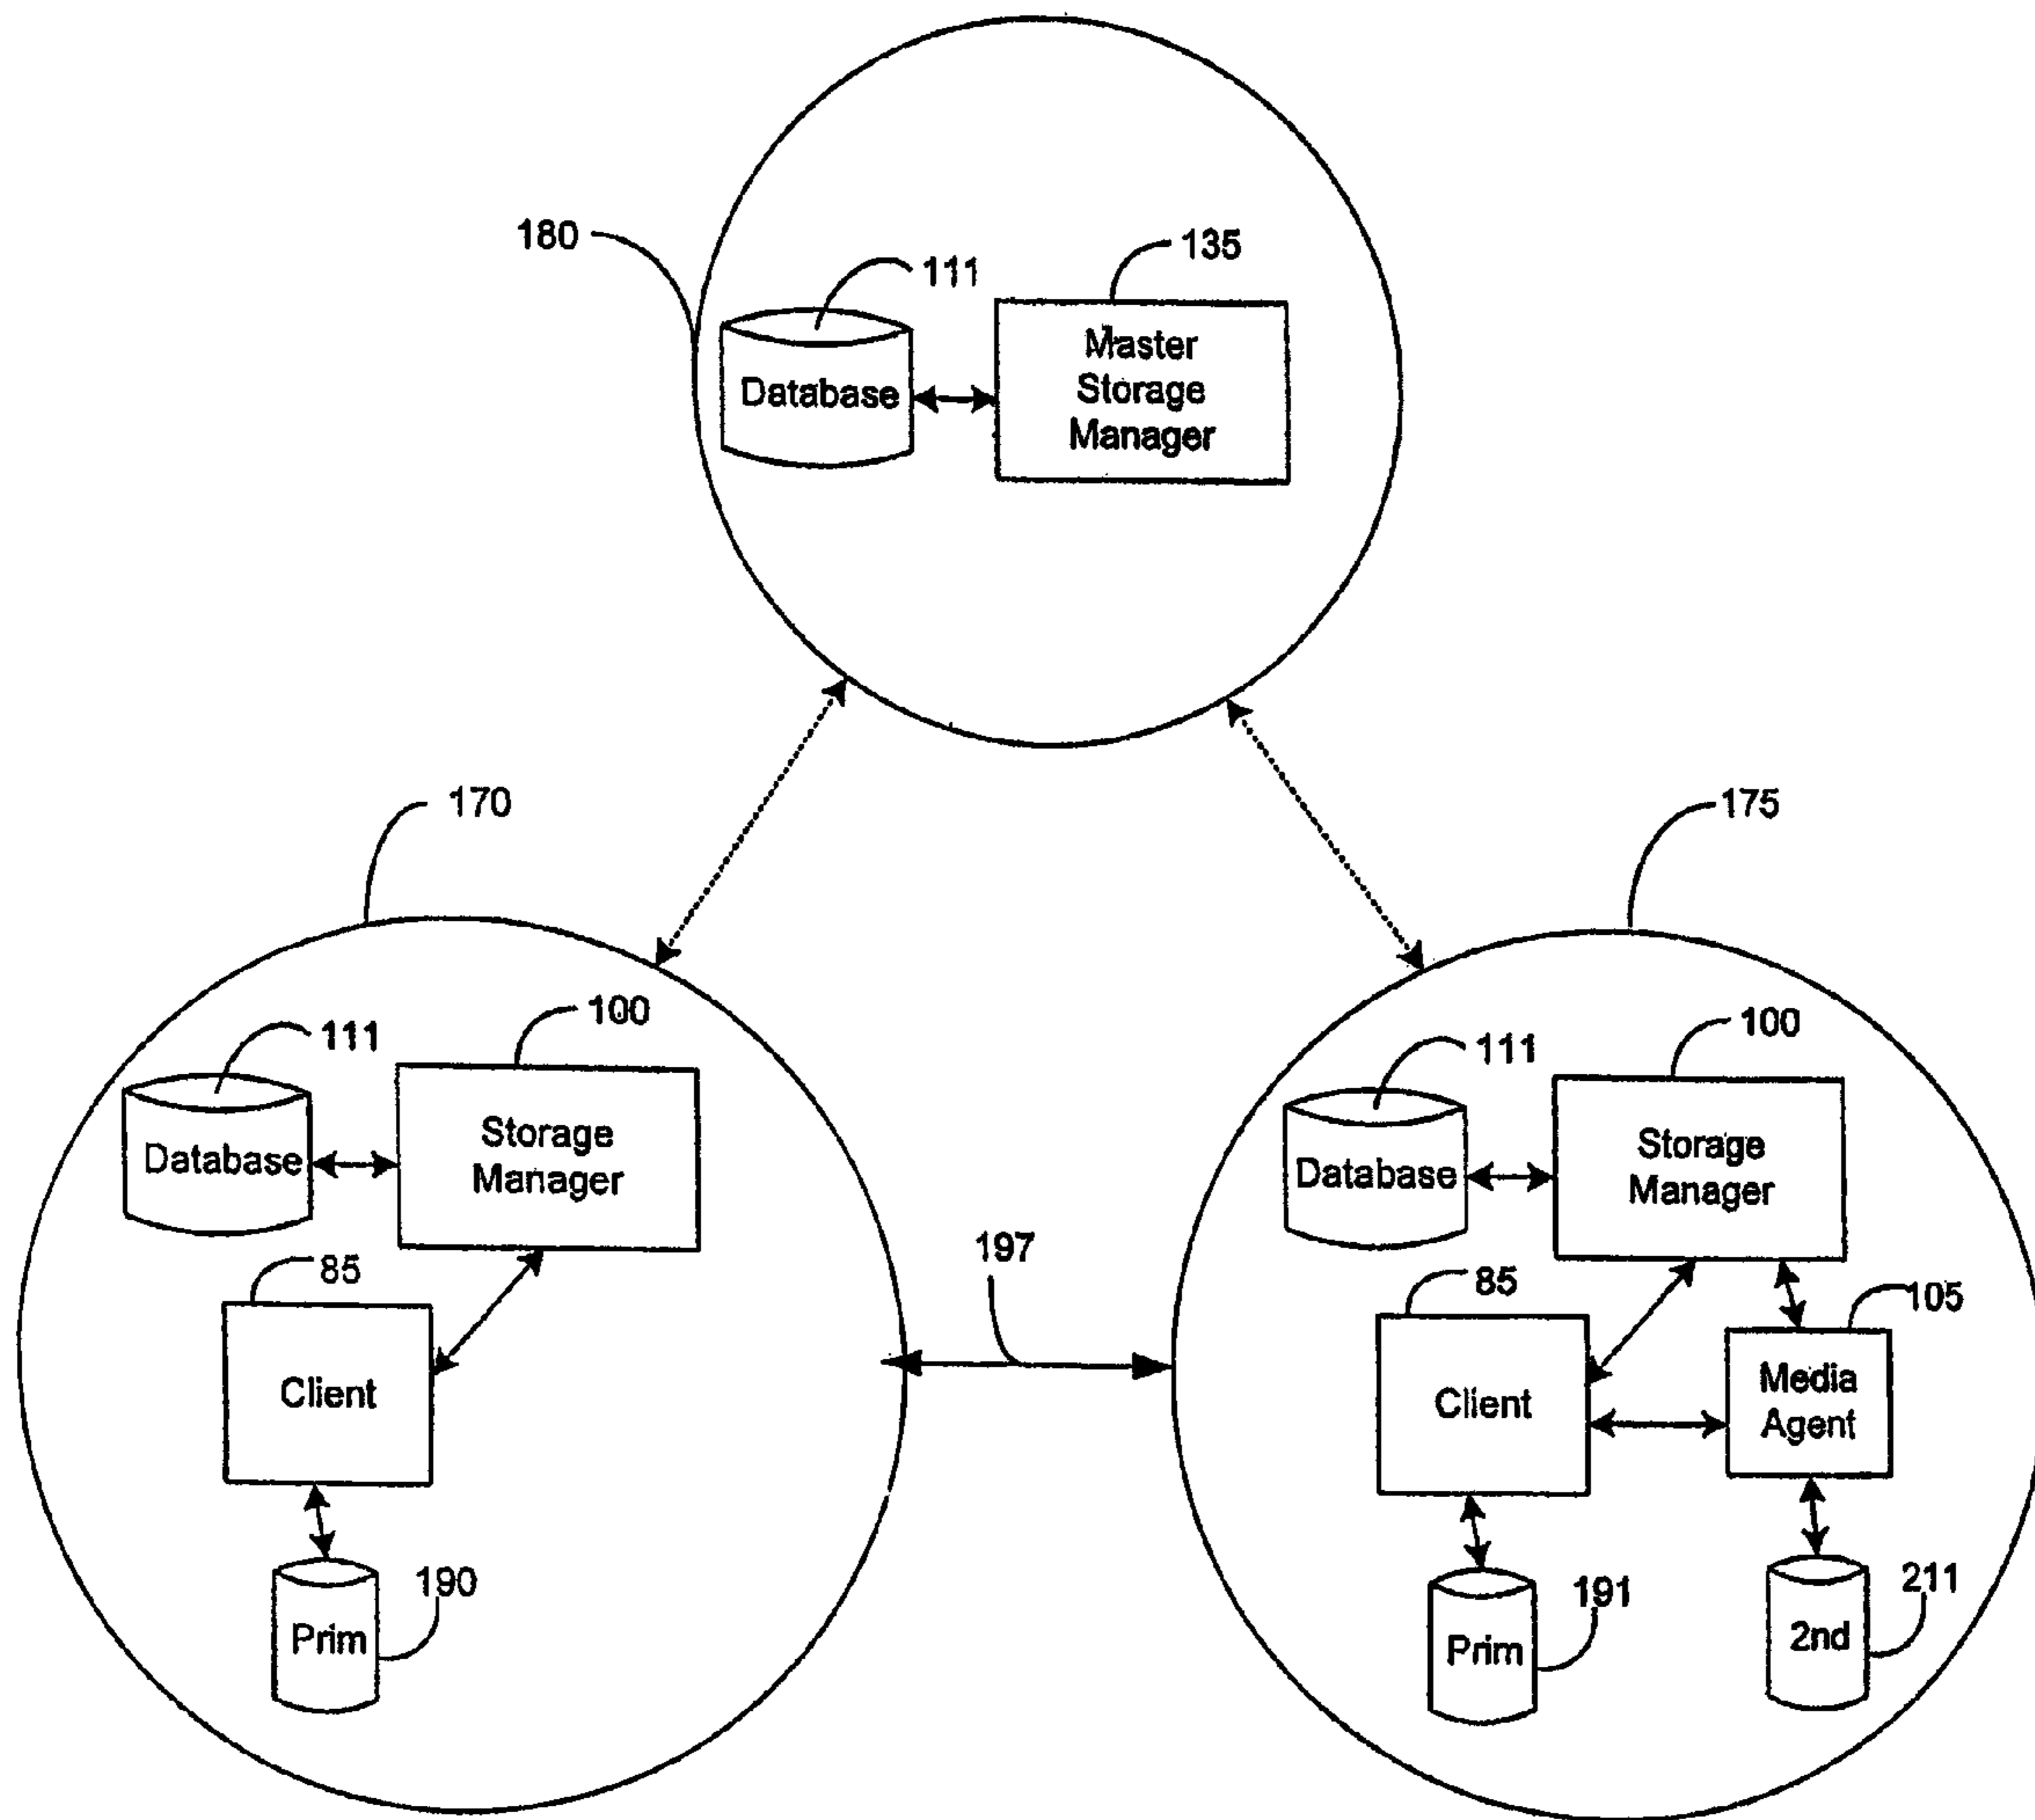 180
135
111
Database
Master
Storage
Manager
170
175
100
111
Database
Storage
Manager
85
Client
190
Prim
197
100
111
Database
Storage
Manager
85
105
Client
Media
Agent
191
Prim
211
2nd